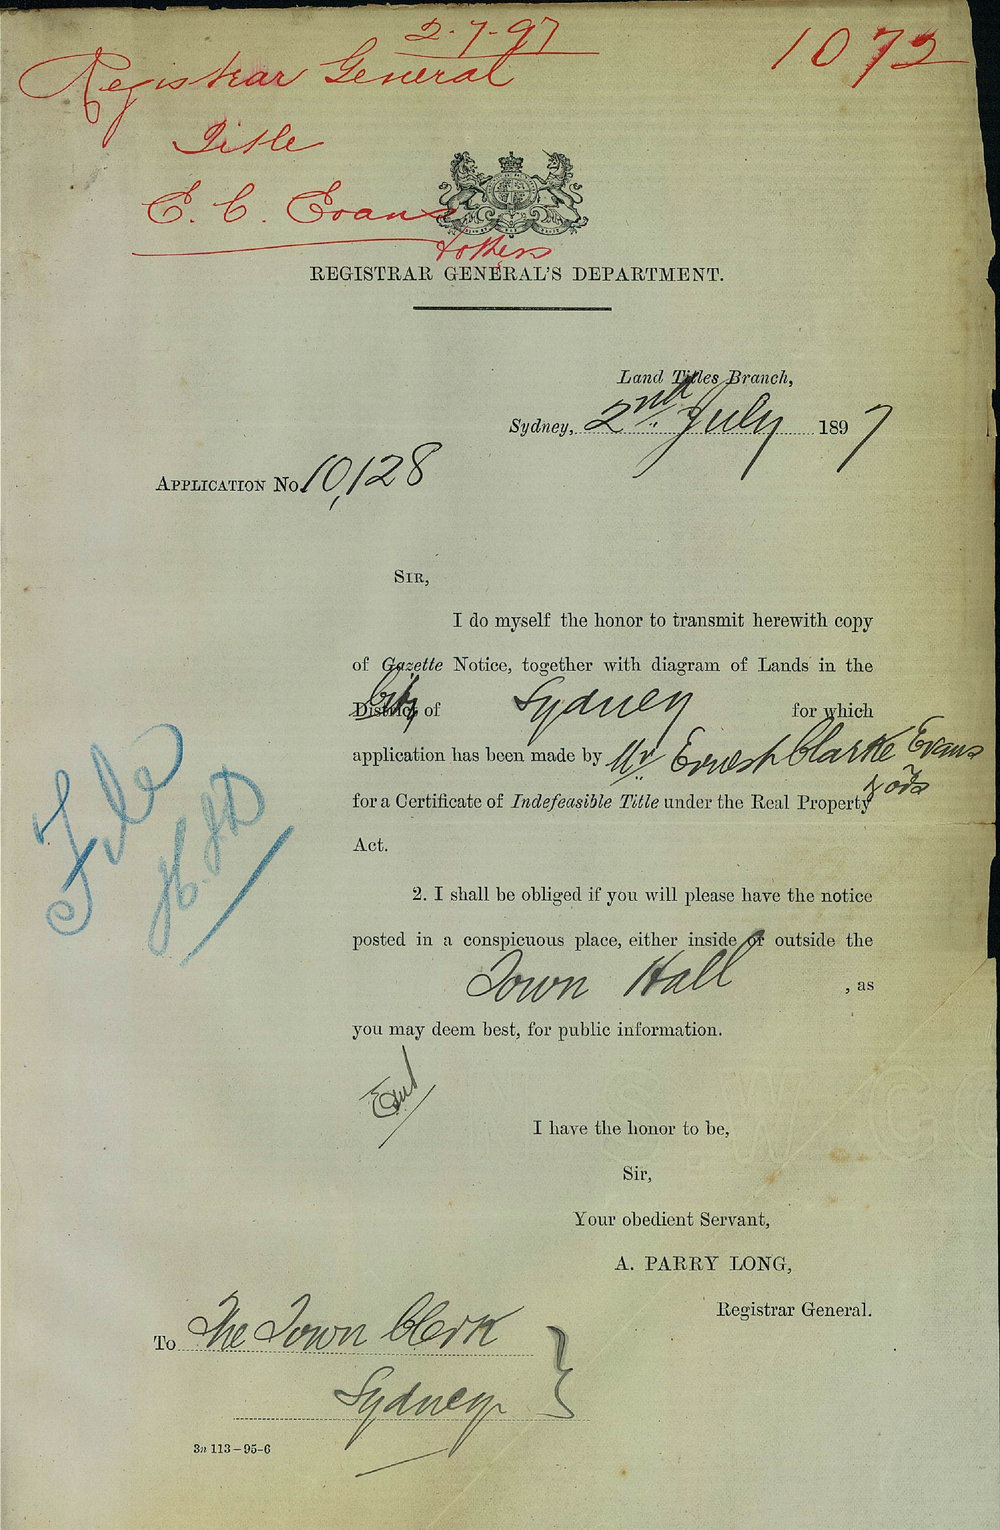 2-7-97
1072
Registrar General
Title
E. C. Evans
& others
REGISTRAR GENERAL'S DEPARTMENT.
Land Titles Branch,
Sydney, 2nd July 1897
APPLICATION No. 10,128
SIR,
I do myself the honor to transmit herewith copy
of Gazette Notice, together with diagram of Lands in the
City
District of Sydney for which
application has been made by Mr Ernest Clarke Evans
& ors
for a Certificate of Indefeasible Title under the Real Property
Act.
File
2. I shall be obliged if you will please have the notice
posted in a conspicuous place, either inside or outside the
Town Hall, as
you may deem best, for public information.
N.S.W. GO
I have the honor to be,
Sir,
Your obedient Servant,
A. PARRY LONG,
Registrar General.
To The Town Clerk
Sydney
3n 113-95-6